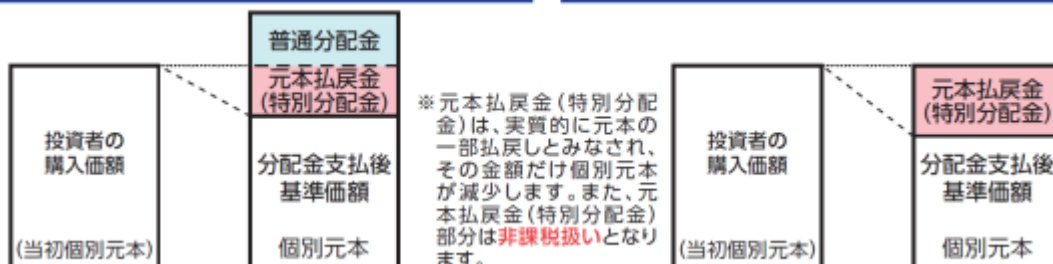 普通分配金
元本払戻金
(特別分配金)
投資者の
購入価額
(当初個別元本)
分配金支払後
基準価額
個別元本
※元本払戻金(特別分配
金)は、実質的に元本の
一部払戻しとみなされ、
その金額だけ個別元本
が減少します。また、元
本払戻金(特別分配金)
部分は非課税扱いとなり
ます。
投資者の
購入価額
(当初個別元本)
元本払戻金
(特別分配金)
分配金支払後
基準価額
個別元本